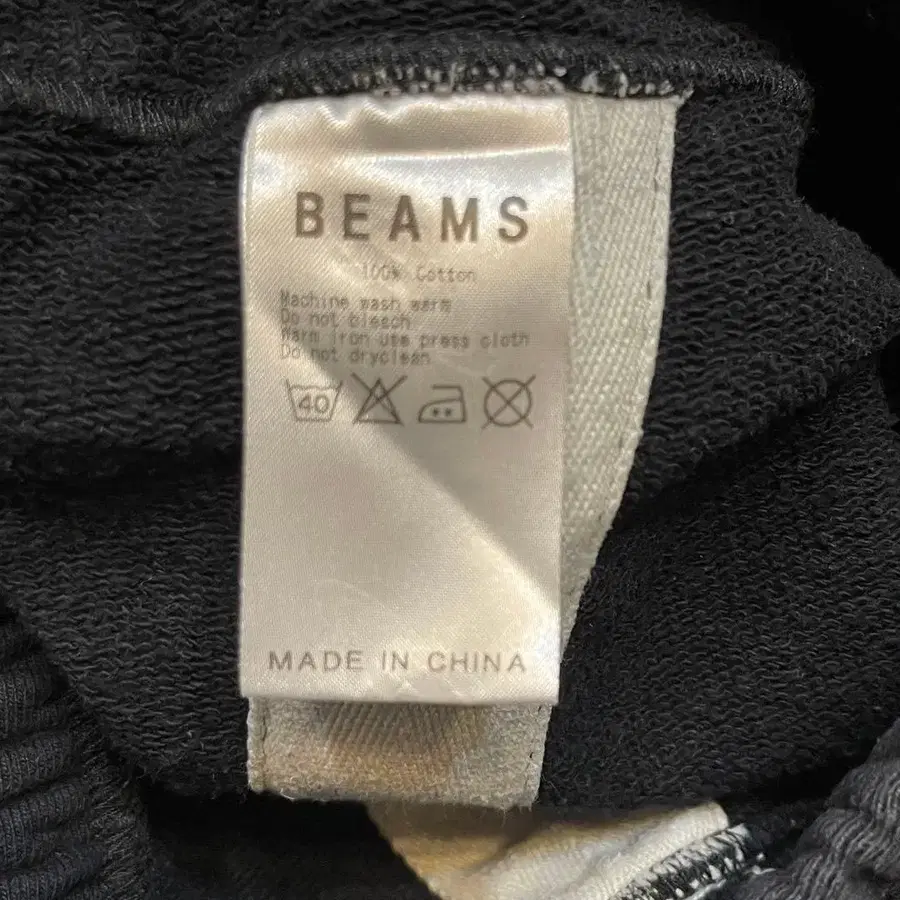 BEAMS
100% Cotton
Machine wash warm
Do not bleach
Warm iron use press cloth
Do not dryclean
40
MADE IN CHINA